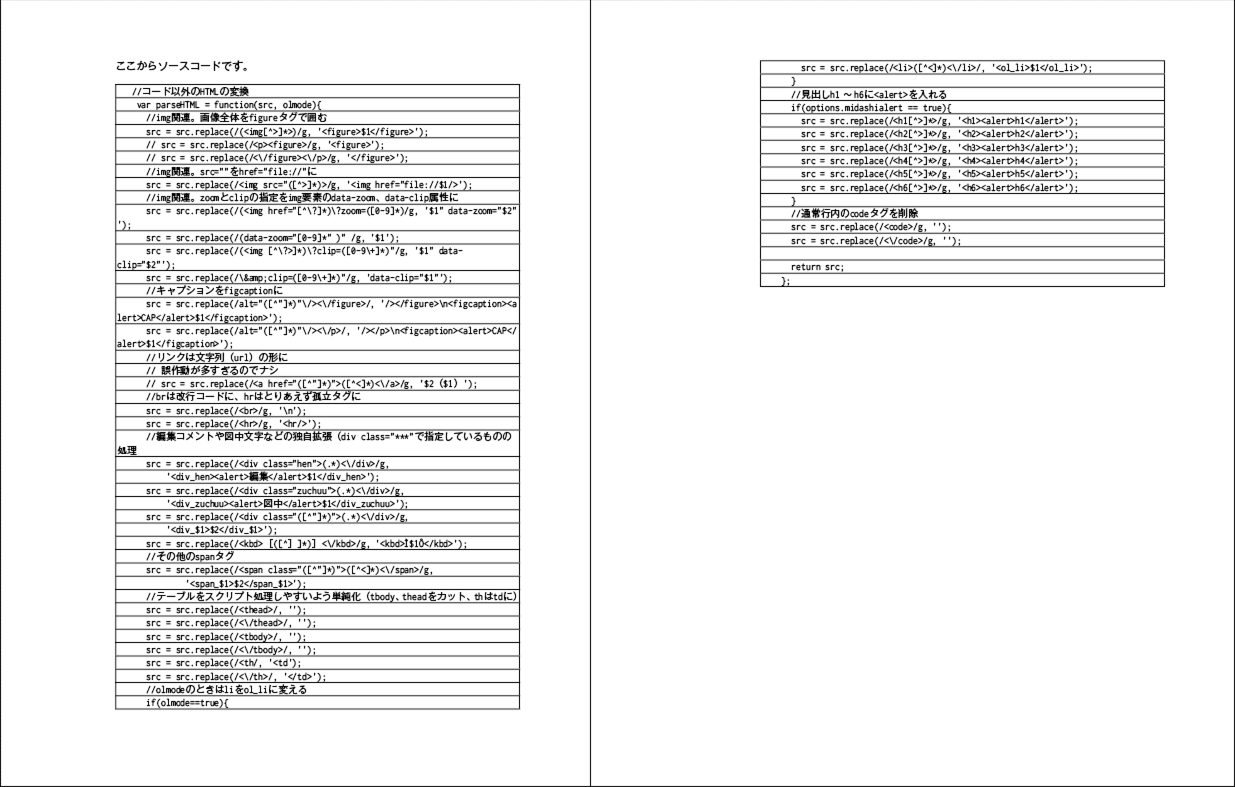 ここからソースコードです。
//コード以外のHTMLの変換
var parseHTML = function(src, olmode){
//img関連。画像全体をfigureタグで囲む
src = src.replace(/(<img[^>]*>)/g, '<figure>$1</figure>');
// src = src.replace(/<p><figure>/g, '<figure>');
// src = src.replace(/<\/figure><\/p>/g, '</figure>');
//img関連。src=""をhref="file://"に
src = src.replace(/<img src="([^>]*)>/g, '<img href="file://$1/>');
//img関連。zoomとclipの指定をimg要素のdata-zoom、data-clip属性に
src = src.replace(/(<img href="[^\?]*)\?zoom=([0-9]*)/g, '$1" data-zoom="$2"
');
src = src.replace(/(data-zoom="[0-9]*" )" /g, '$1');
src = src.replace(/(<img [^\?>]*)\?clip=([0-9\+]*)"/g, '$1" data-
clip="$2"');
src = src.replace(/\&amp;clip=([0-9\+]*)"/g, 'data-clip="$1"');
//キャプションをfigcaptionに
src = src.replace(/alt="([^"]*)"\/><\/figure>/, '/></figure>\n<figcaption><a
lert>CAP</alert>$1</figcaption>');
src = src.replace(/alt="([^"]*)"\/><\/p>/, '/></p>\n<figcaption><alert>CAP</
alert>$1</figcaption>');
//リンクは文字列（url）の形に
// 誤作動が多すぎるのでナシ
// src = src.replace(/<a href="([^"]*)">([^<]*)<\/a>/g, '$2（$1）');
//brは改行コードに、hrはとりあえず孤立タグに
src = src.replace(/<br>/g, '\n');
src = src.replace(/<hr>/g, '<hr/>');
//編集コメントや図中文字などの独自拡張（div class="***"で指定しているものの
処理
src = src.replace(/<div class="hen">(.*)<\/div>/g,
'<div_hen><alert>編集</alert>$1</div_hen>');
src = src.replace(/<div class="zuchuu">(.*)<\/div>/g,
'<div_zuchuu><alert>図中</alert>$1</div_zuchuu>');
src = src.replace(/<div class="([^"]*)">(.*)<\/div>/g,
'<div_$1>$2</div_$1>');
src = src.replace(/<kbd> [([^] ]*)] <\/kbd>/g, '<kbd>Ī$1Ō</kbd>');
//その他のspanタグ
src = src.replace(/<span class="([^"]*)">([^<]*)<\/span>/g,
'<span_$1>$2</span_$1>');
//テーブルをスクリプト処理しやすいよう単純化（tbody、theadをカット、thはtdに）
src = src.replace(/<thead>/, '');
src = src.replace(/<\/thead>/, '');
src = src.replace(/<tbody>/, '');
src = src.replace(/<\/tbody>/, '');
src = src.replace(/<th/, '<td');
src = src.replace(/<\/th>/, '</td>');
//olmodeのときはliをol_liに変える
if(olmode==true){
src = src.replace(/<li>([^<]*)<\/li>/, '<ol_li>$1</ol_li>');
}
//見出しh1 〜 h6に<alert>を入れる
if(options.midashialert == true){
src = src.replace(/<h1[^>]*>/g, '<h1><alert>h1</alert>');
src = src.replace(/<h2[^>]*>/g, '<h2><alert>h2</alert>');
src = src.replace(/<h3[^>]*>/g, '<h3><alert>h3</alert>');
src = src.replace(/<h4[^>]*>/g, '<h4><alert>h4</alert>');
src = src.replace(/<h5[^>]*>/g, '<h5><alert>h5</alert>');
src = src.replace(/<h6[^>]*>/g, '<h6><alert>h6</alert>');
}
//通常行内のcodeタグを削除
src = src.replace(/<code>/g, '');
src = src.replace(/<\/code>/g, '');
return src;
};